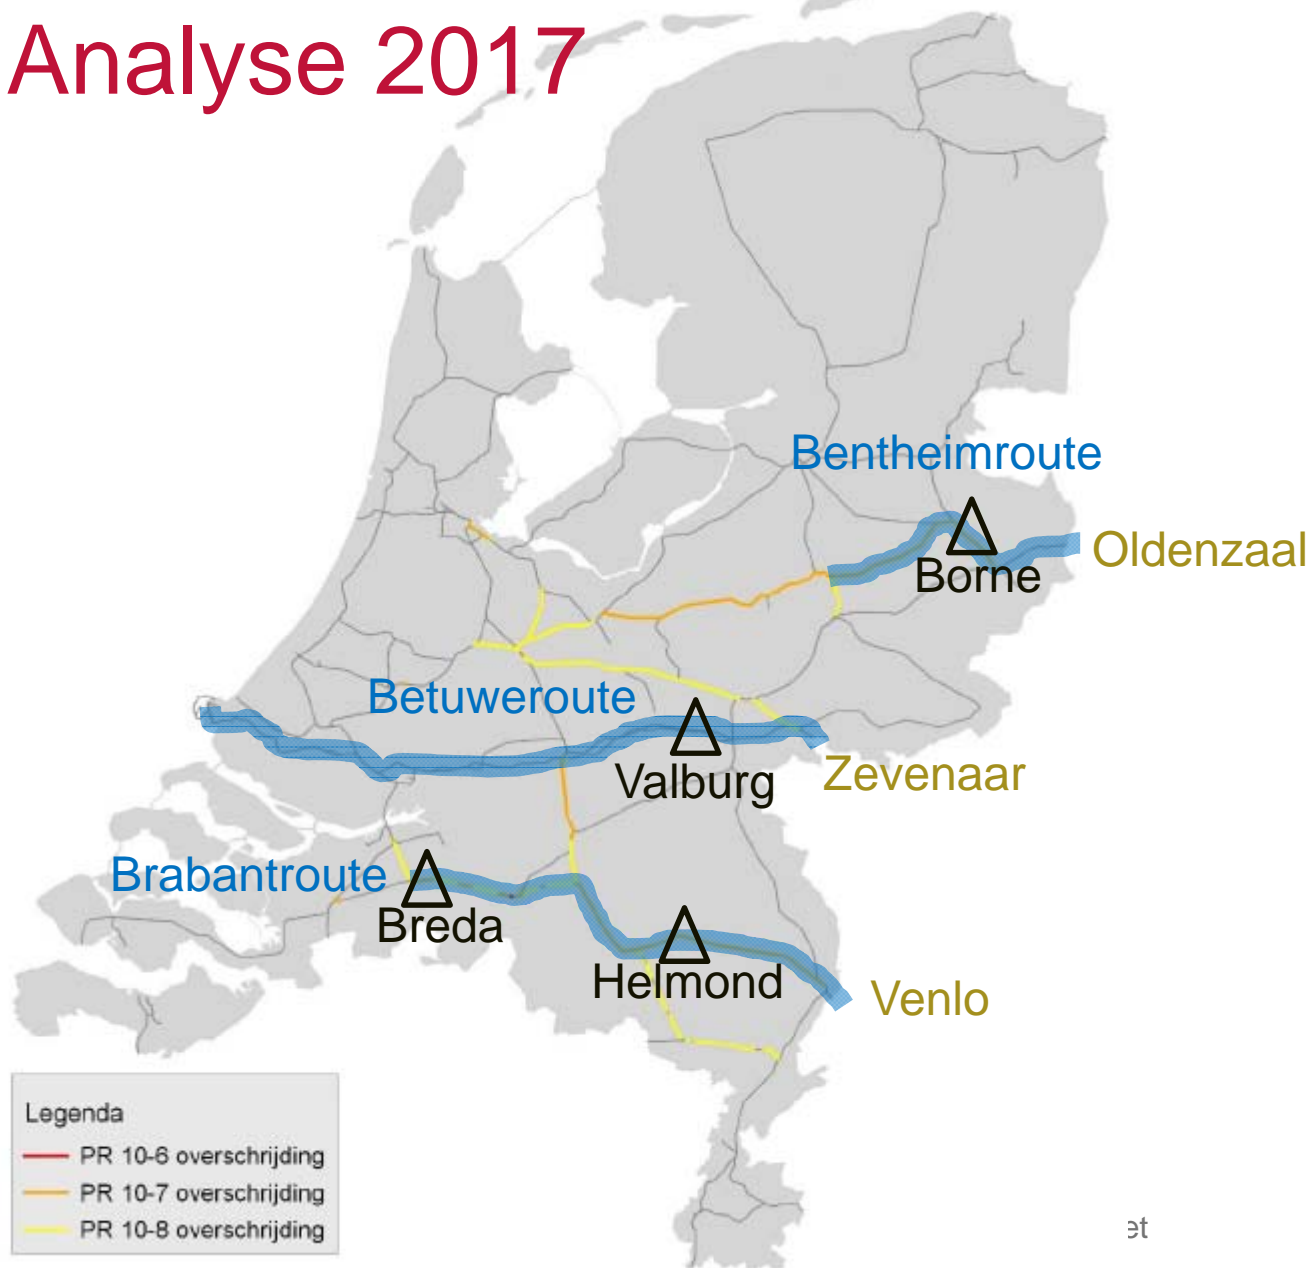 Analyse 2017
Bentheimroute
Oldenzaal
Borne
Betuweroute
Valburg
Zevenaar
Brabantroute
Breda
Helmond
Venlo
Legenda
PR 10-6 overschrijding
PR 10-7 overschrijding
PR 10-8 overschrijding
et